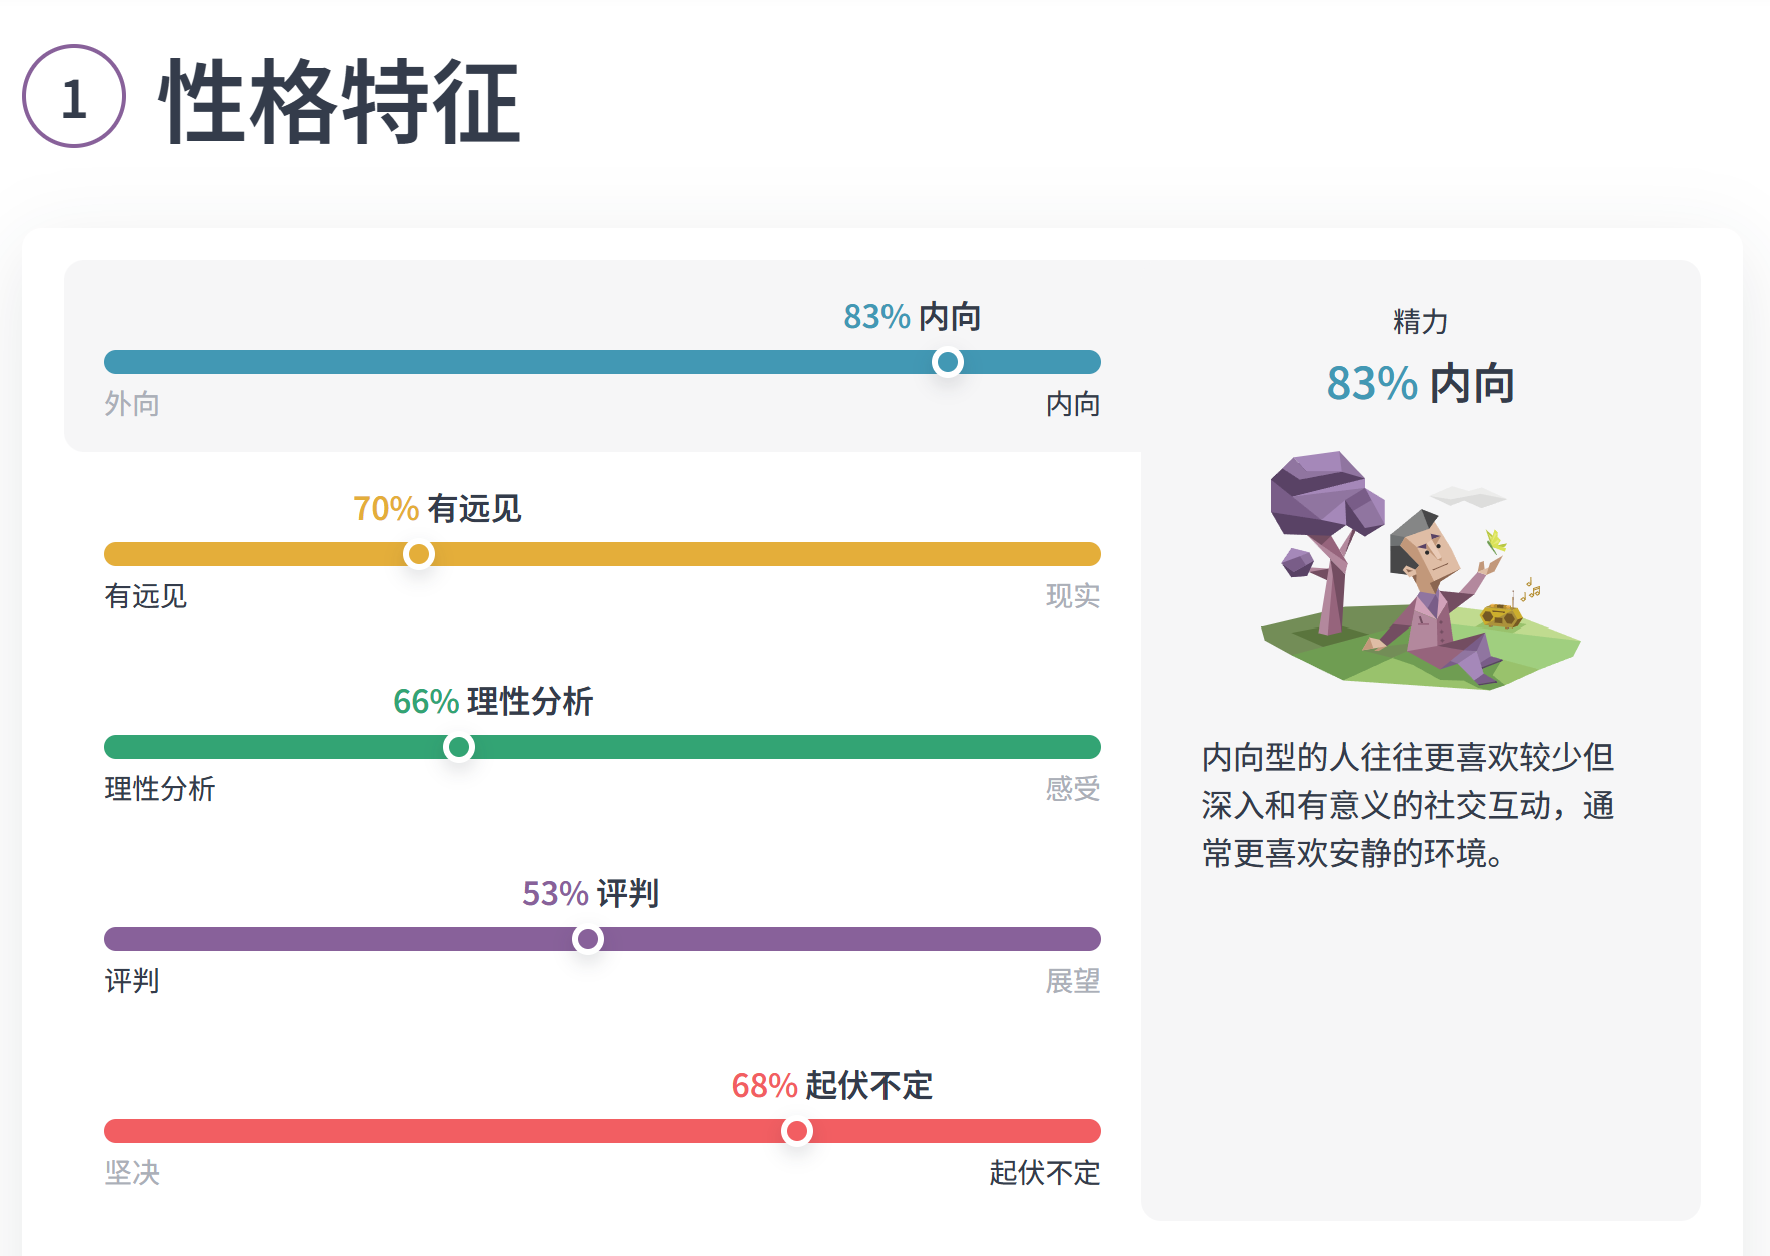 1 性格特征
83% 内向
外向 内向
70% 有远见
有远见 现实
66% 理性分析
理性分析 感受
53% 评判
评判 展望
68% 起伏不定
坚决 起伏不定
精力
83% 内向
内向型的人往往更喜欢较少但
深入和有意义的社交互动，通
常更喜欢安静的环境。